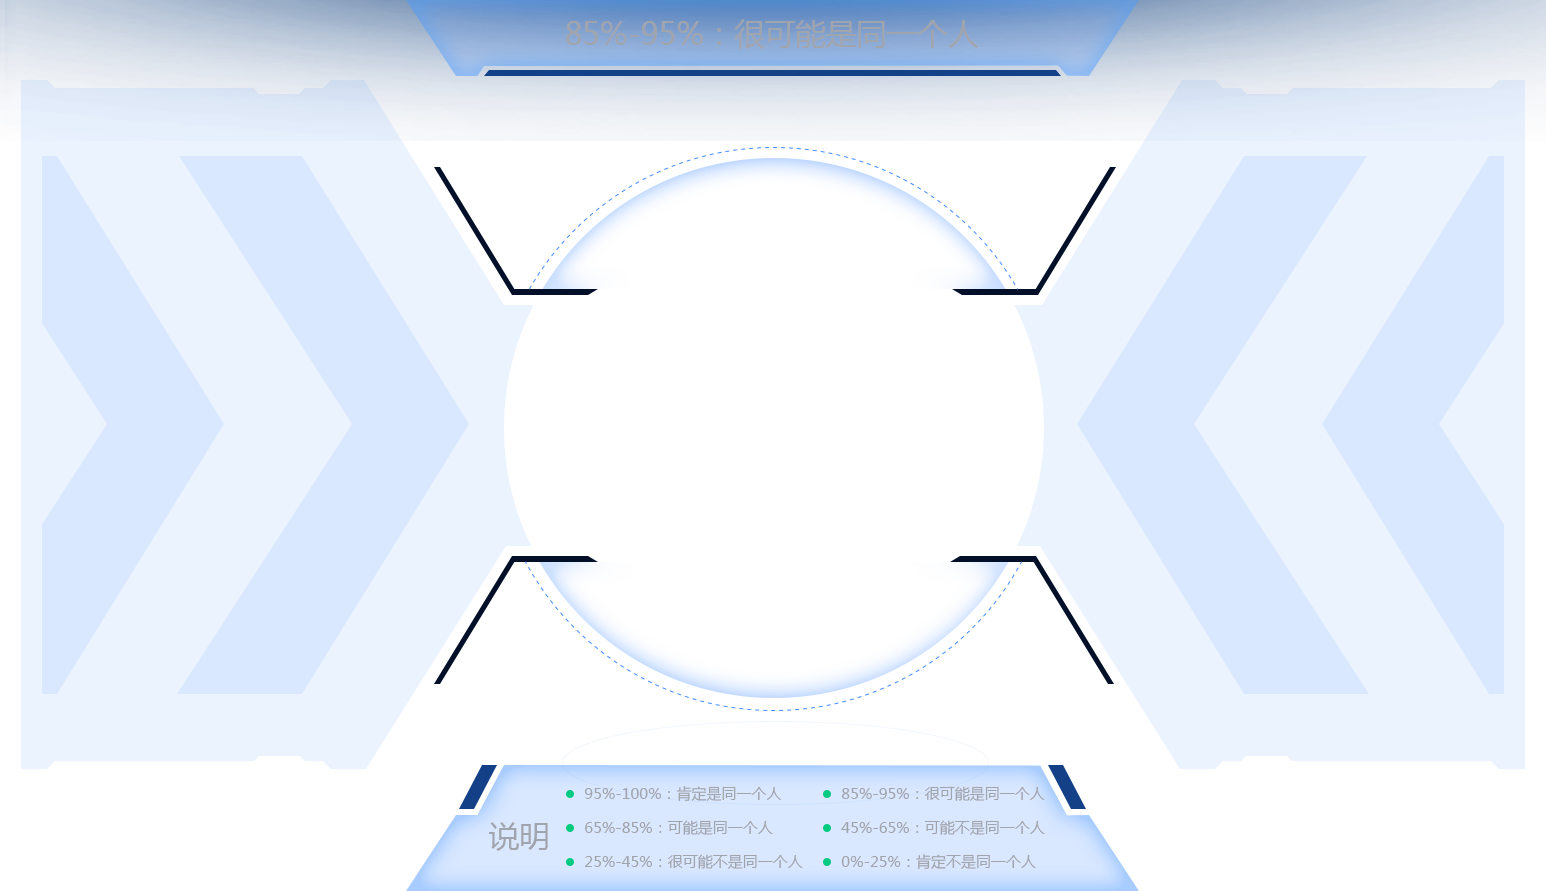 85%-95%：很可能是同一个人
说明
95%-100%：肯定是同一个人
85%-95%：很可能是同一个人
65%-85%：可能是同一个人
45%-65%：可能不是同一个人
25%-45%：很可能不是同一个人
0%-25%：肯定不是同一个人